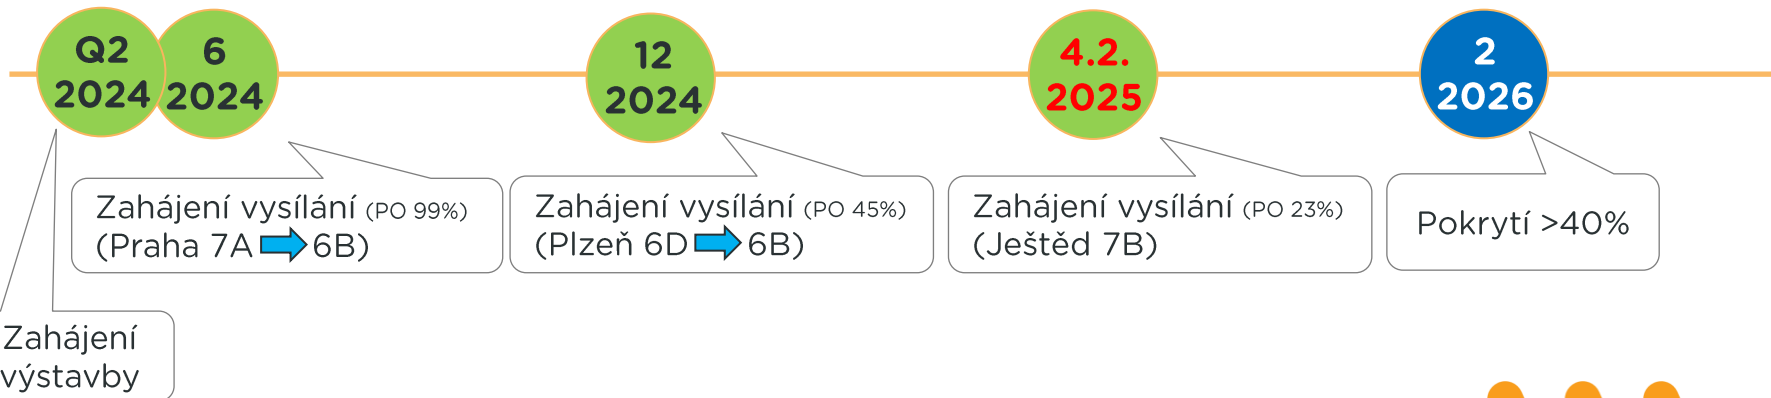 Q2
2024
6
2024
12
2024
4.2.
2025
2
2026
Zahájení vysílání (PO 99%)
(Praha 7A 6B)
Zahájení vysílání (PO 45%)
(Plzeň 6D 6B)
Zahájení vysílání (PO 23%)
(Ještěd 7B)
Pokrytí >40%
Zahájení
výstavby